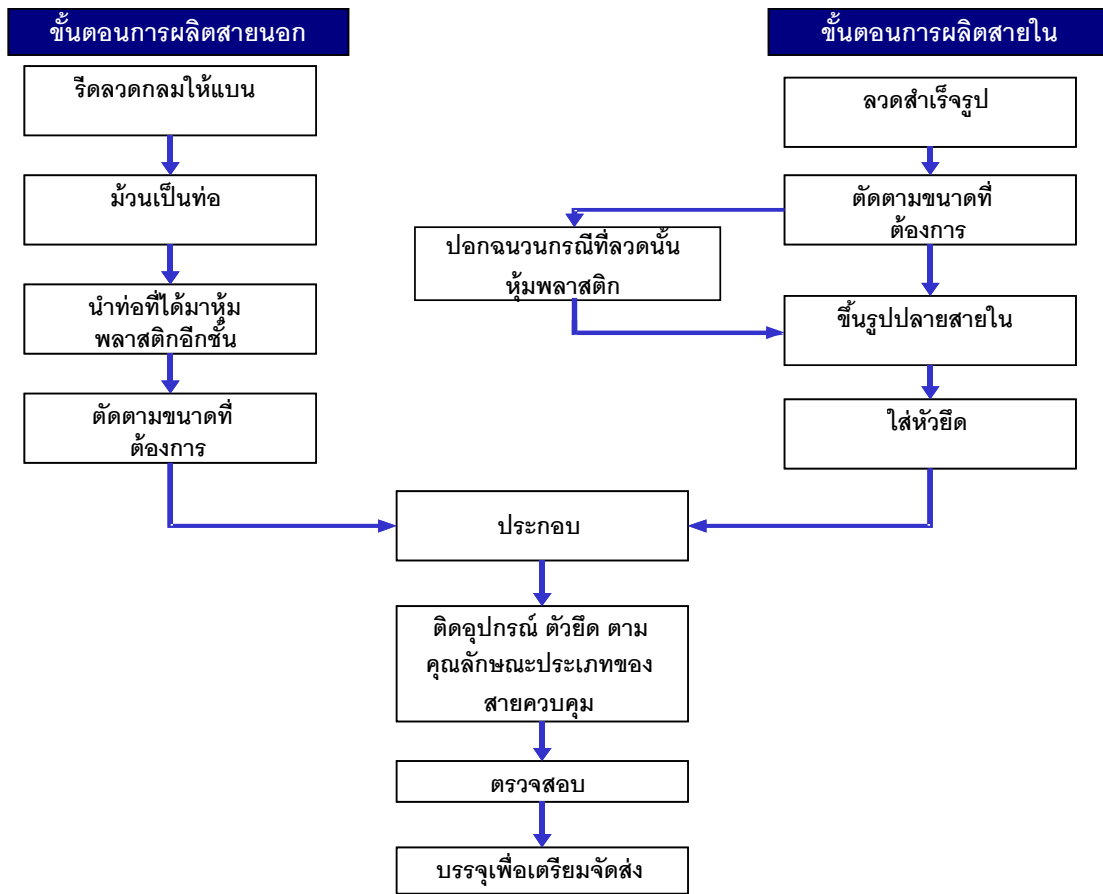 ขั้นตอนการผลิตสายนอก
รีดลวดกลมให้แบน
ม้วนเป็นท่อ
นำท่อที่ได้มาหุ้ม
พลาสติกอีกชั้น
ตัดตามขนาดที่
ต้องการ
ขั้นตอนการผลิตสายใน
ลวดสำเร็จรูป
ตัดตามขนาดที่
ต้องการ
ปอกฉนวนกรณีที่ลวดนั้น
หุ้มพลาสติก
ขึ้นรูปปลายสายใน
ใส่หัวยึด
ประกอบ
ติดอุปกรณ์ ตัวยึด ตาม
คุณลักษณะประเภทของ
สายควบคุม
ตรวจสอบ
บรรจุเพื่อเตรียมจัดส่ง